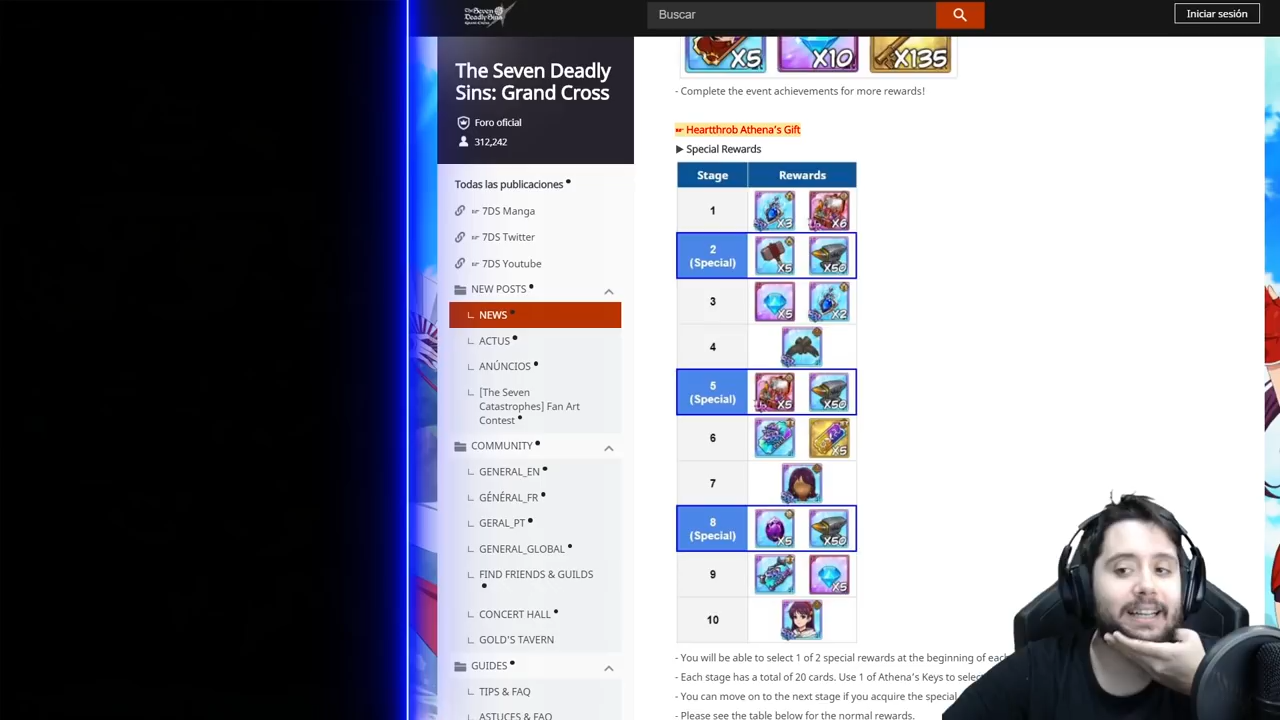 The Seven
Deadly Sins
GRAND CROSS
Buscar
Iniciar sesión
The Seven Deadly
Sins: Grand Cross
Foro oficial
312,242
Todas las publicaciones
7DS Manga
7DS Twitter
7DS Youtube
NEW POSTS
NEWS
ACTUS
ANÚNCIOS
[The Seven
Catastrophes] Fan Art
Contest
COMMUNITY
GENERAL_EN
GÉNÉRAL_FR
GERAL_PT
GENERAL_GLOBAL
FIND FRIENDS & GUILDS
CONCERT HALL
GOLD'S TAVERN
GUIDES
TIPS & FAQ
ASTUCES & FAQ
X5 X10 X135
- Complete the event achievements for more rewards!
☞ Heartthrob Athena's Gift
▶ Special Rewards
Stage Rewards
1 X3 X6
2
(Special) X5 X50
3 X5 X2
4
5
(Special) X5 X50
6 X5
7
8
(Special) X5 X50
9 X5
10
- You will be able to select 1 of 2 special rewards at the beginning of each
- Each stage has a total of 20 cards. Use 1 of Athena's Keys to selec
- You can move on to the next stage if you acquire the special
- Please see the table below for the normal rewards.